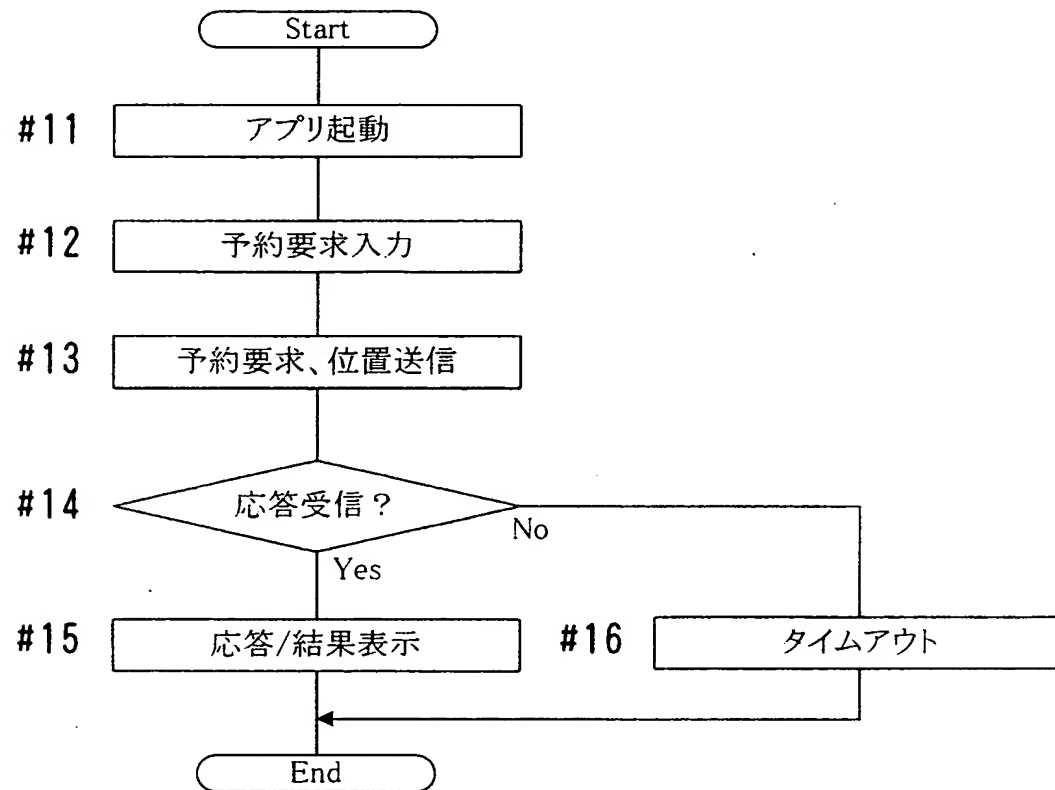 Start
#11 アプリ起動
#12 予約要求入力
#13 予約要求、位置送信
#14 応答受信？
No
Yes
#15 応答/結果表示
#16 タイムアウト
End